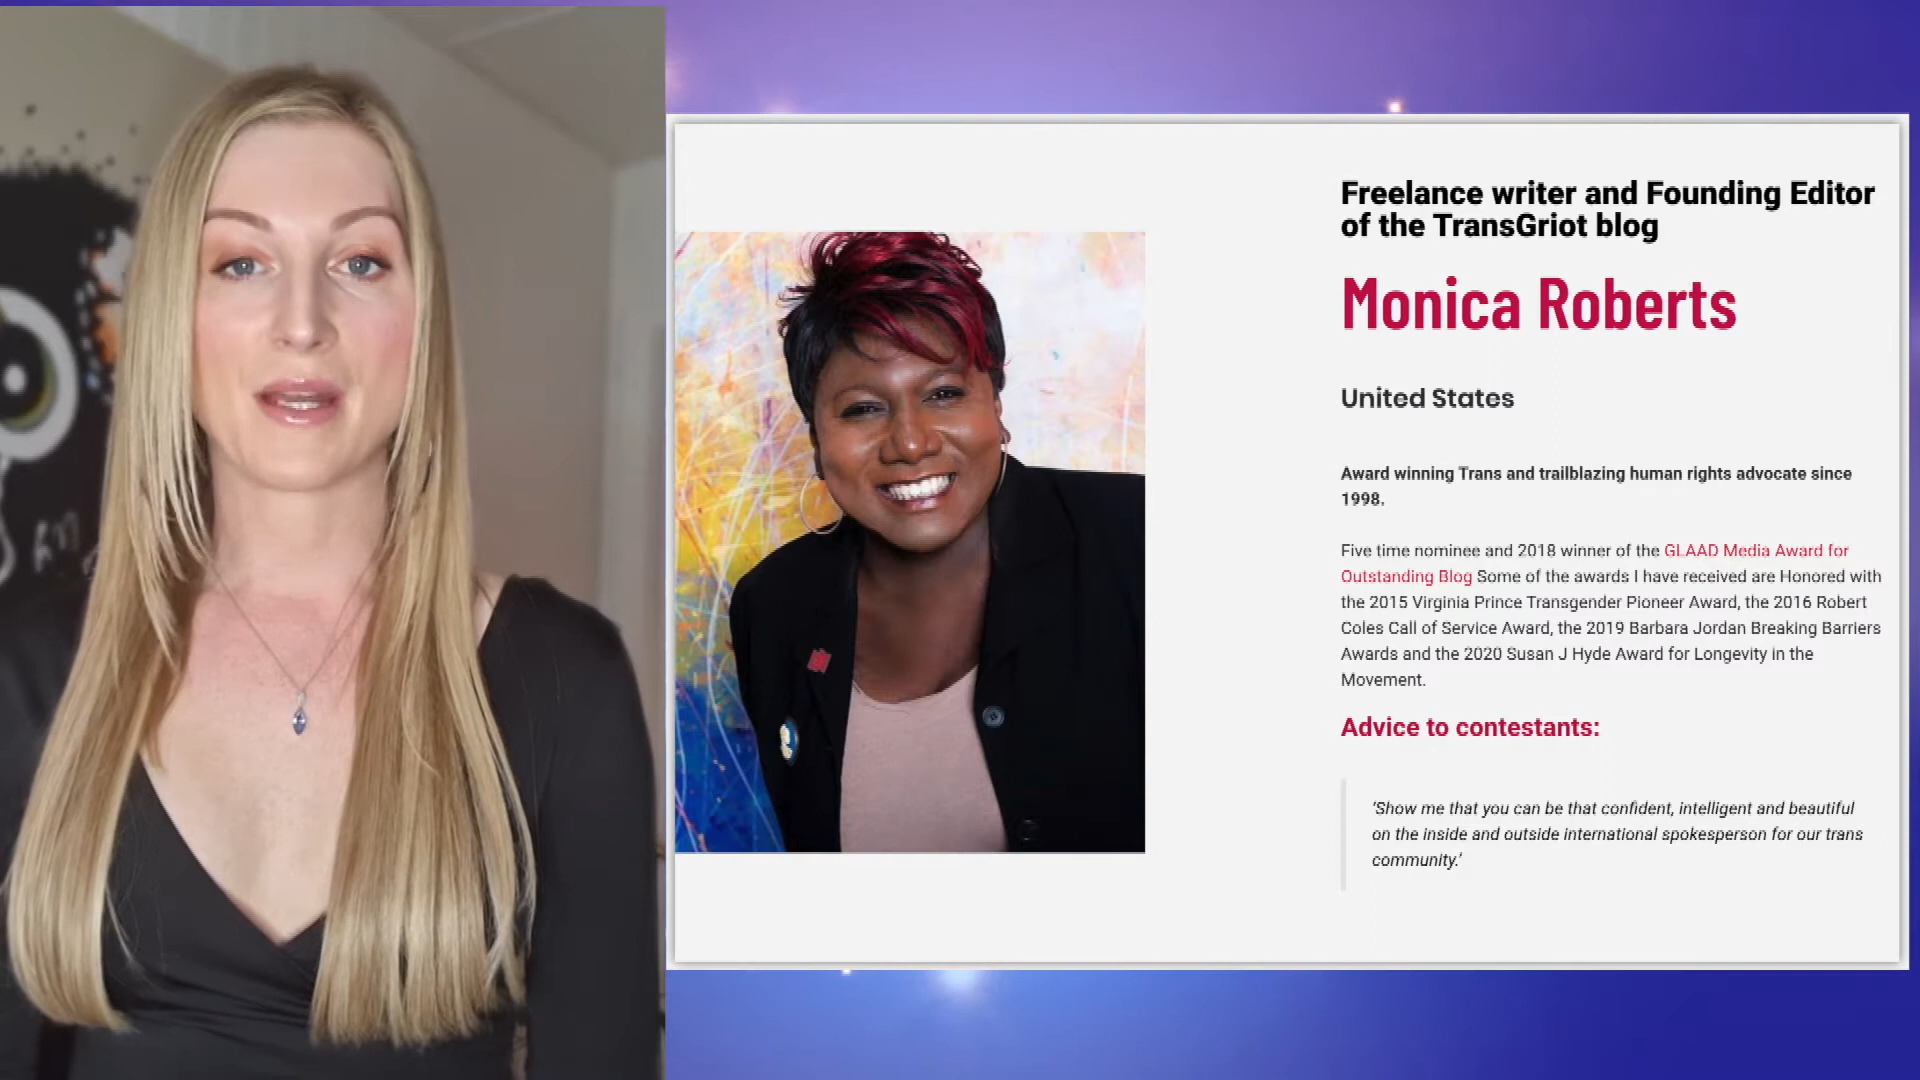 Freelance writer and Founding Editor
of the TransGriot blog
Monica Roberts
United States
Award winning Trans and trailblazing human rights advocate since
1998.
Five time nominee and 2018 winner of the GLAAD Media Award for
Outstanding Blog Some of the awards I have received are Honored with
the 2015 Virginia Prince Transgender Pioneer Award, the 2016 Robert
Coles Call of Service Award, the 2019 Barbara Jordan Breaking Barriers
Awards and the 2020 Susan J Hyde Award for Longevity in the
Movement.
Advice to contestants:
'Show me that you can be that confident, intelligent and beautiful
on the inside and outside international spokesperson for our trans
community.'